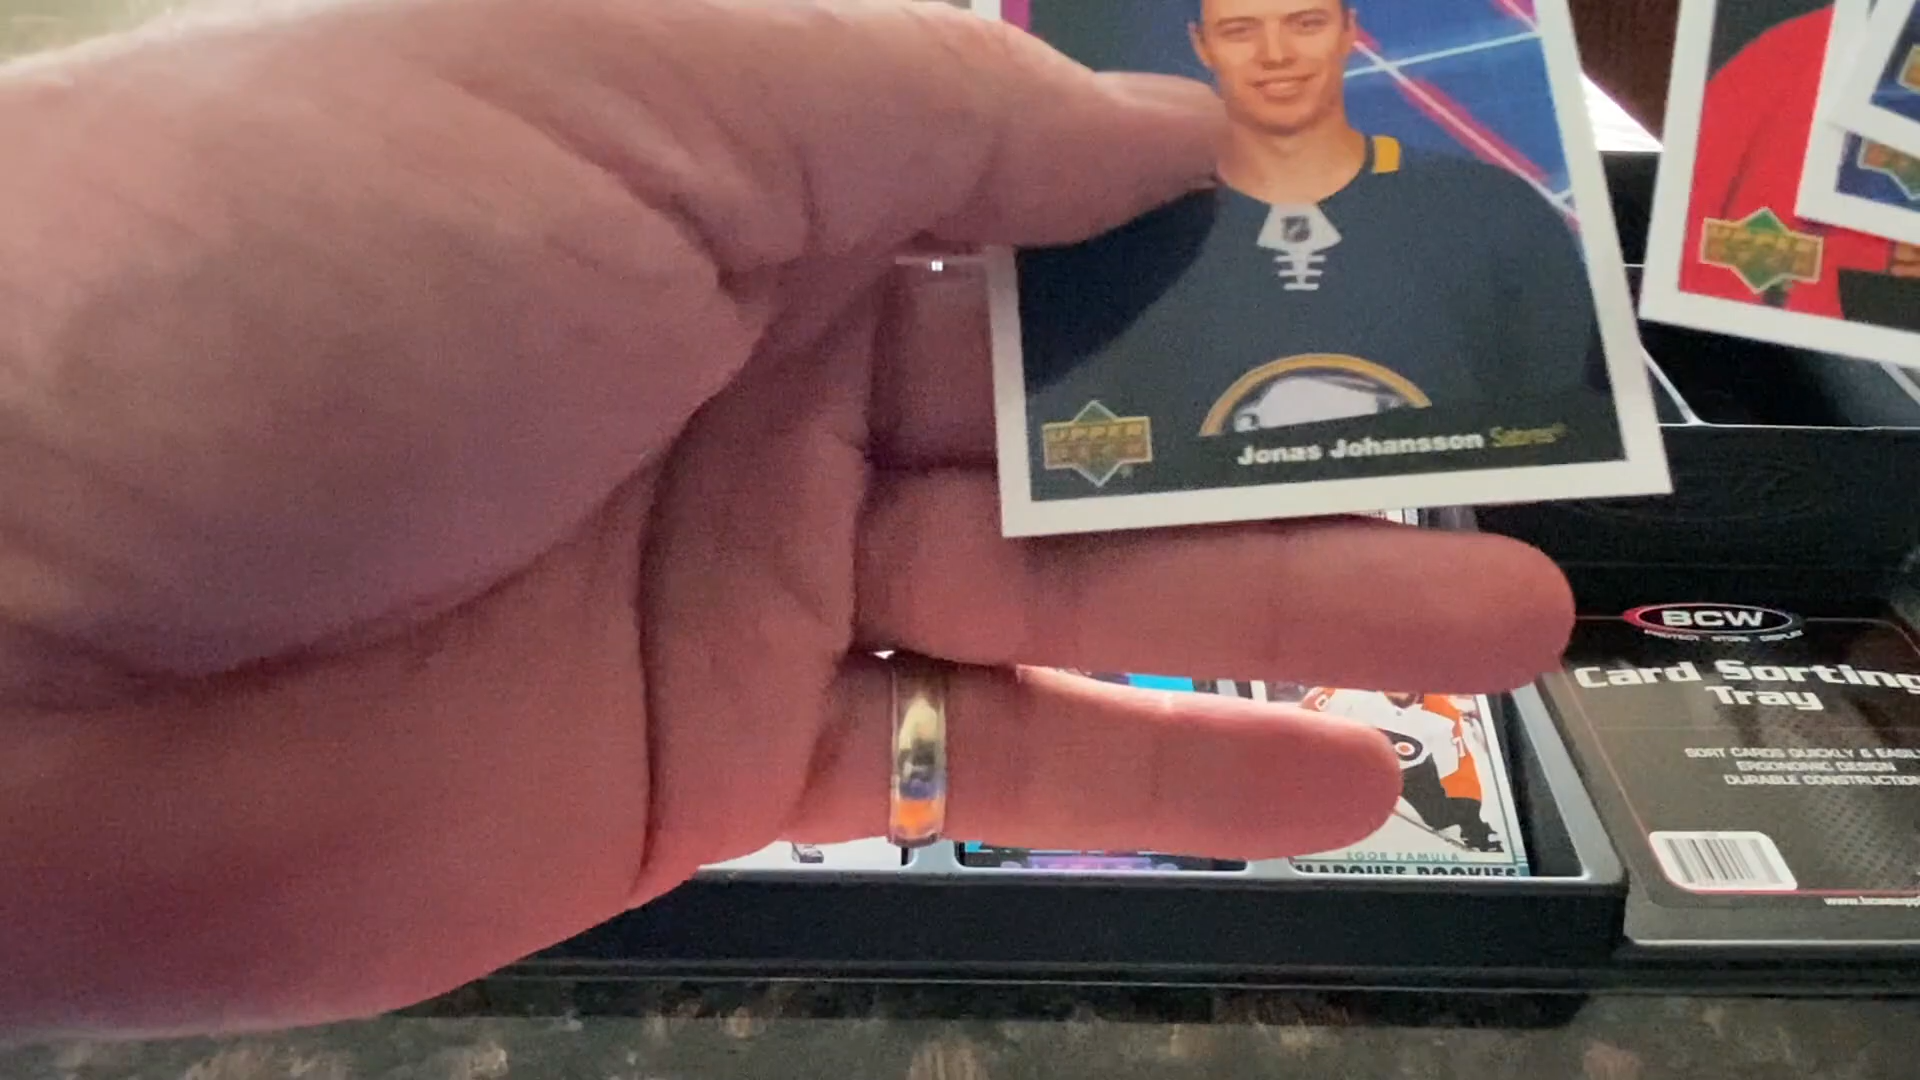 UPPER
DECK
Jonas Johansson Sabres
BCW
PROTECT STORE DISPLAY
Card Sorting
Tray
SORT CARDS QUICKLY & EASIL
ERGONOMIC DESIGN
DURABLE CONSTRUCTION
EGOR ZAMULA
MARQUEE ROOKIES